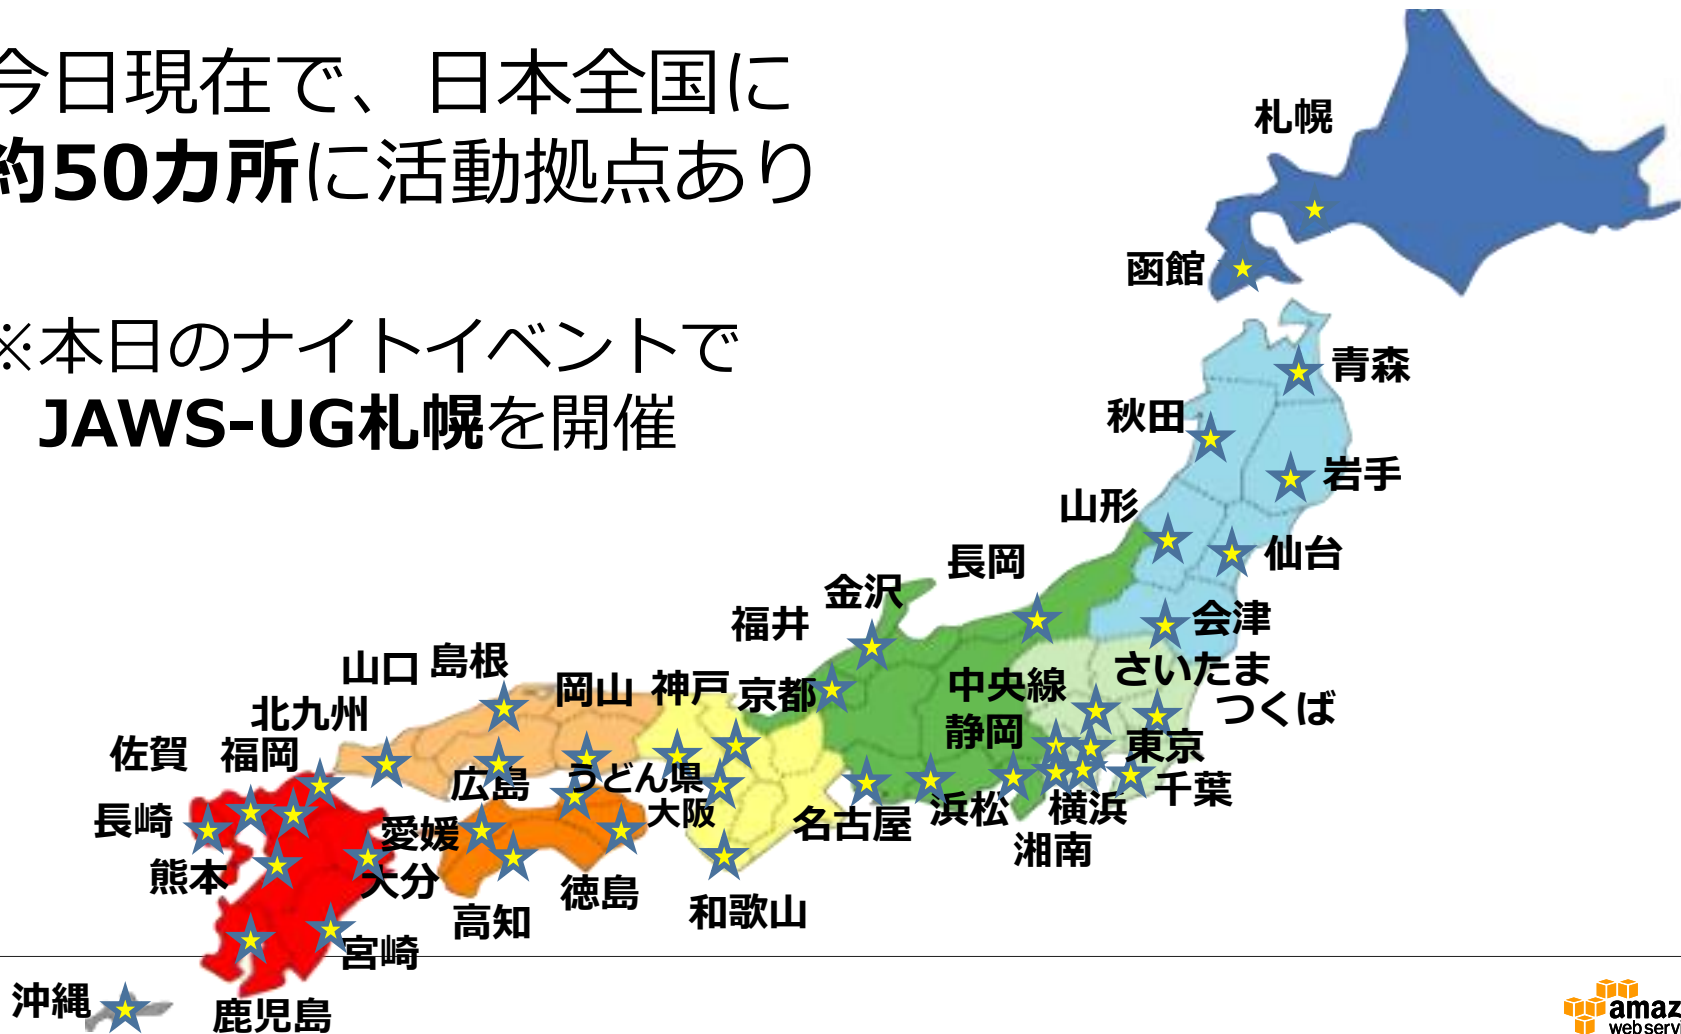 今日現在で、日本全国に
約50カ所に活動拠点あり
※本日のナイトイベントで
JAWS-UG札幌を開催
札幌
函館
青森
秋田
岩手
山形
仙台
長岡
金沢
会津
福井
さいたま
山口 島根
岡山 神戸 京都
中央線
つくば
北九州
静岡
東京
佐賀 福岡
広島
うどん県
千葉
長崎
愛媛
大阪
名古屋
浜松
横浜
湘南
熊本
大分
徳島
高知
和歌山
宮崎
沖縄
鹿児島
amaz
webserv